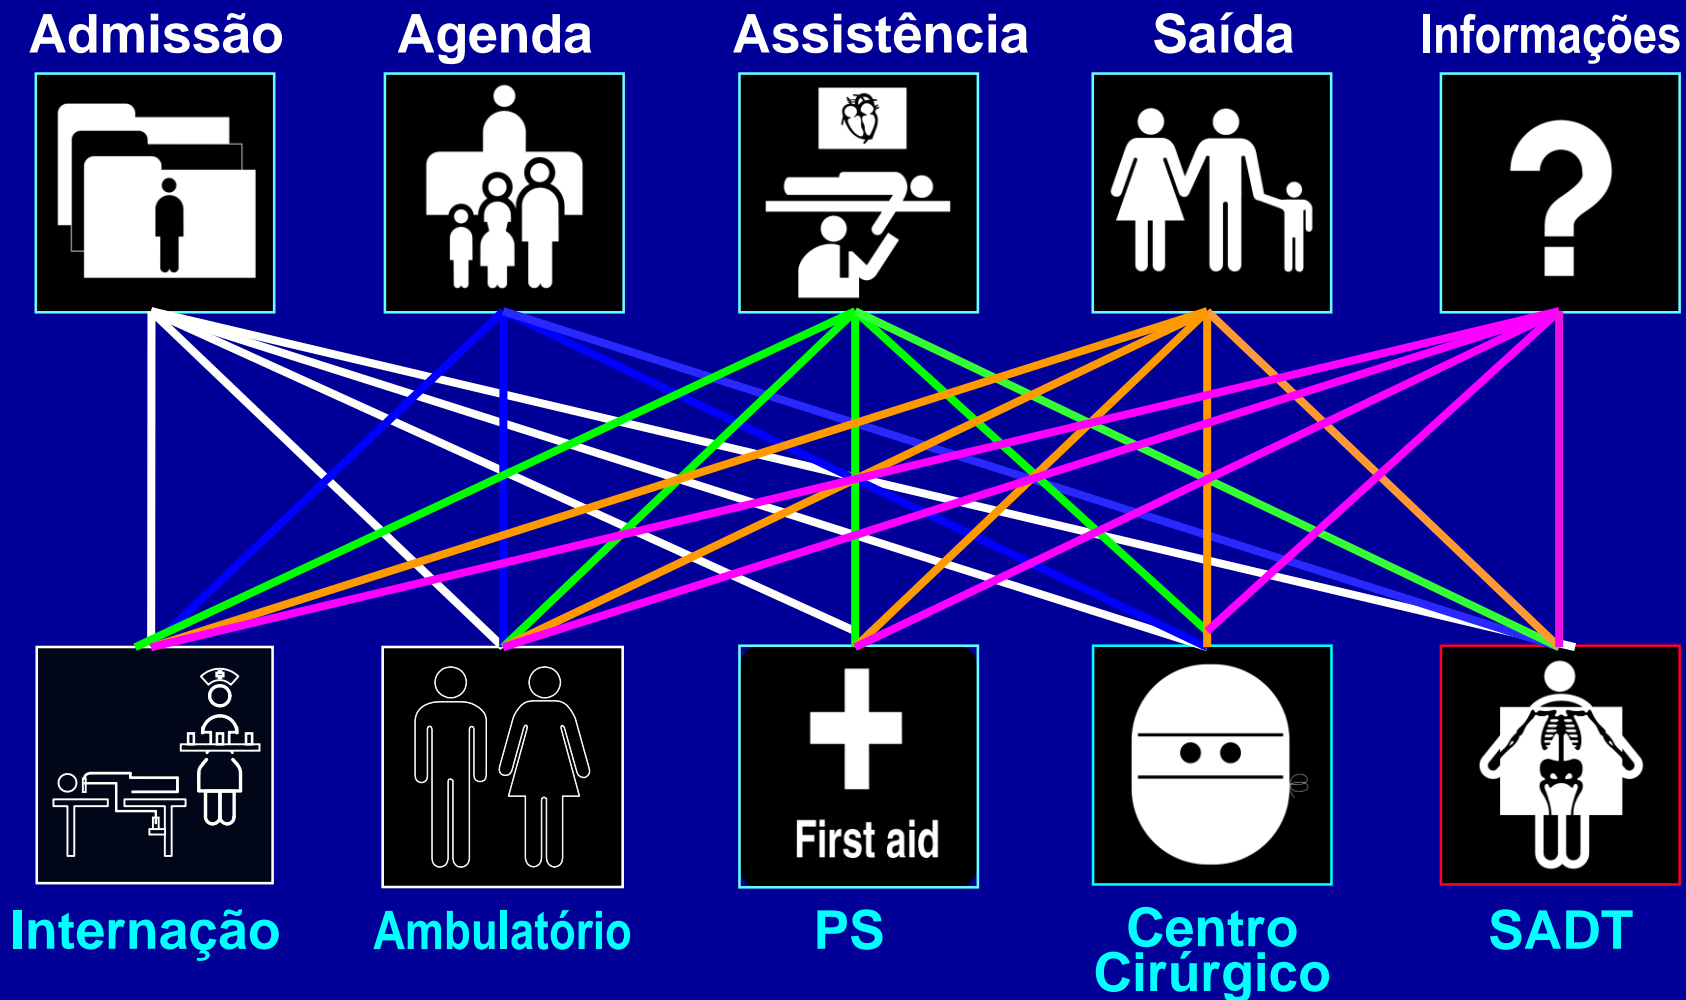 Admissão
Agenda
Assistência
Saída
Informações
First aid
Internação
Ambulatório
PS
Centro
Cirúrgico
SADT